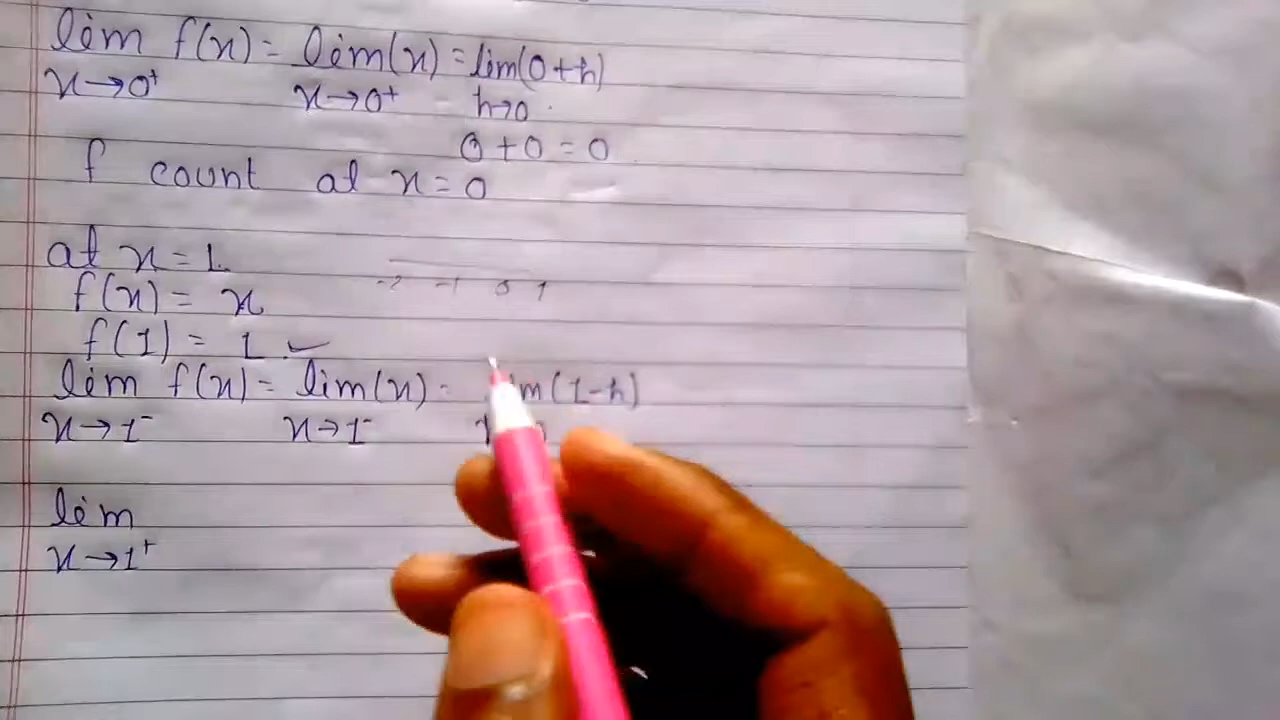 lim f(x) = lim(x) = lim(0+h)
x→0⁺ x→0⁺ h→0
0+0=0
f count at x=0
at x=1
-2 -1 0 1
f(x) = x
f(1) = 1 ✓
lim f(x) = lim(x) = m(1-h)
x→1⁻ x→1⁻
lim
x→1⁺